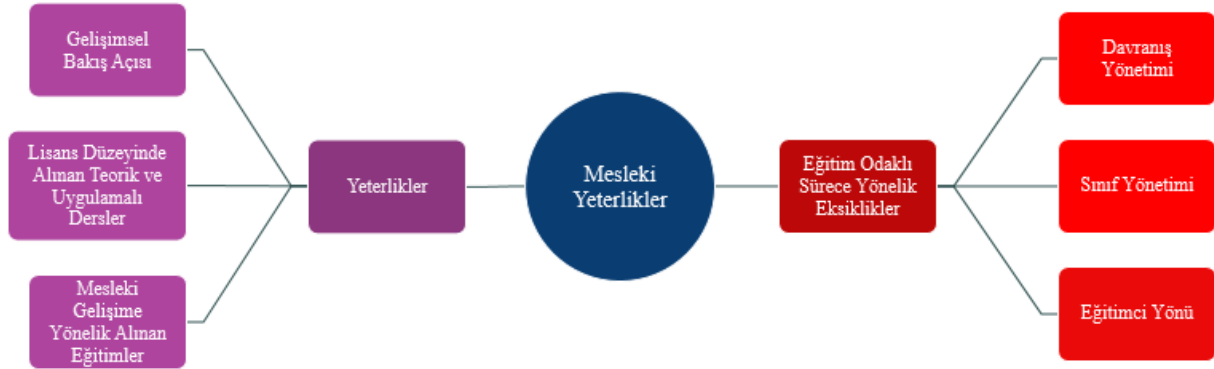 Gelişimsel
Bakış Açısı
Lisans Düzeyinde
Alınan Teorik ve
Uygulamalı
Dersler
Mesleki
Gelişime
Yönelik Alınan
Eğitimler
Yeterlikler
Mesleki
Yeterlikler
Eğitim Odaklı
Sürece Yönelik
Eksiklikler
Davranış
Yönetimi
Sınıf Yönetimi
Eğitimci Yönü